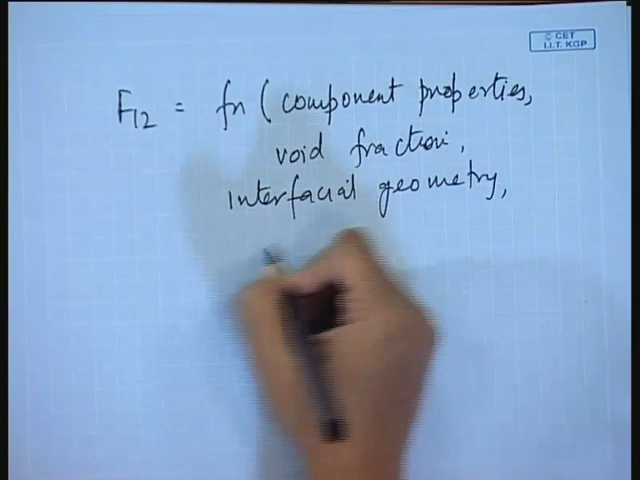 © CET
I.I.T. KGP
F12 = fn ( component properties,
void fraction,
interfacial geometry,